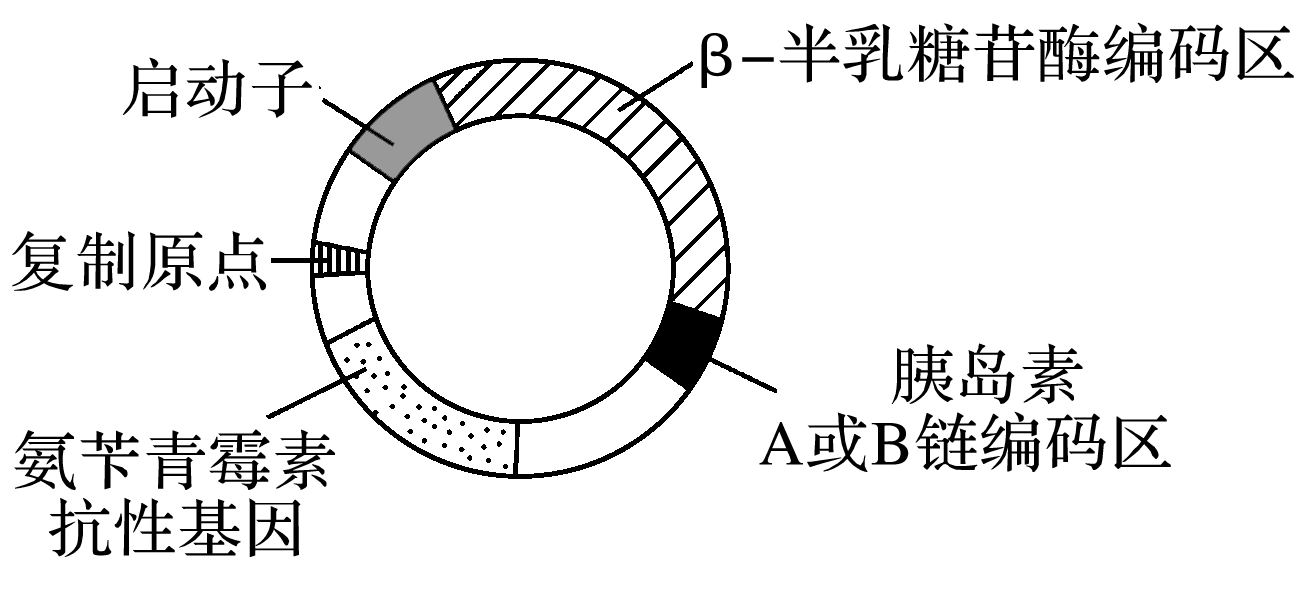 β-半乳糖苷酶编码区
启动子
复制原点
胰岛素
A或B链编码区
氨苄青霉素
抗性基因